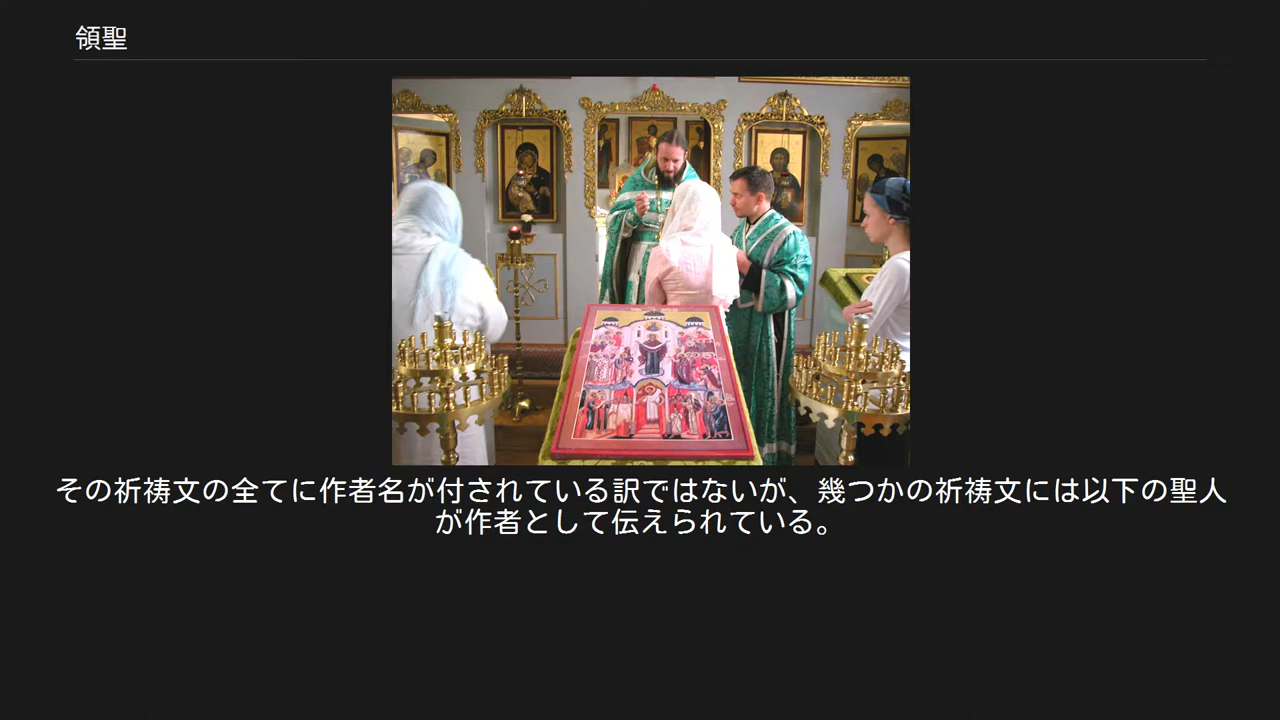 領聖
その祈祷文の全てに作者名が付されている訳ではないが、幾つかの祈祷文には以下の聖人
が作者として伝えられている。